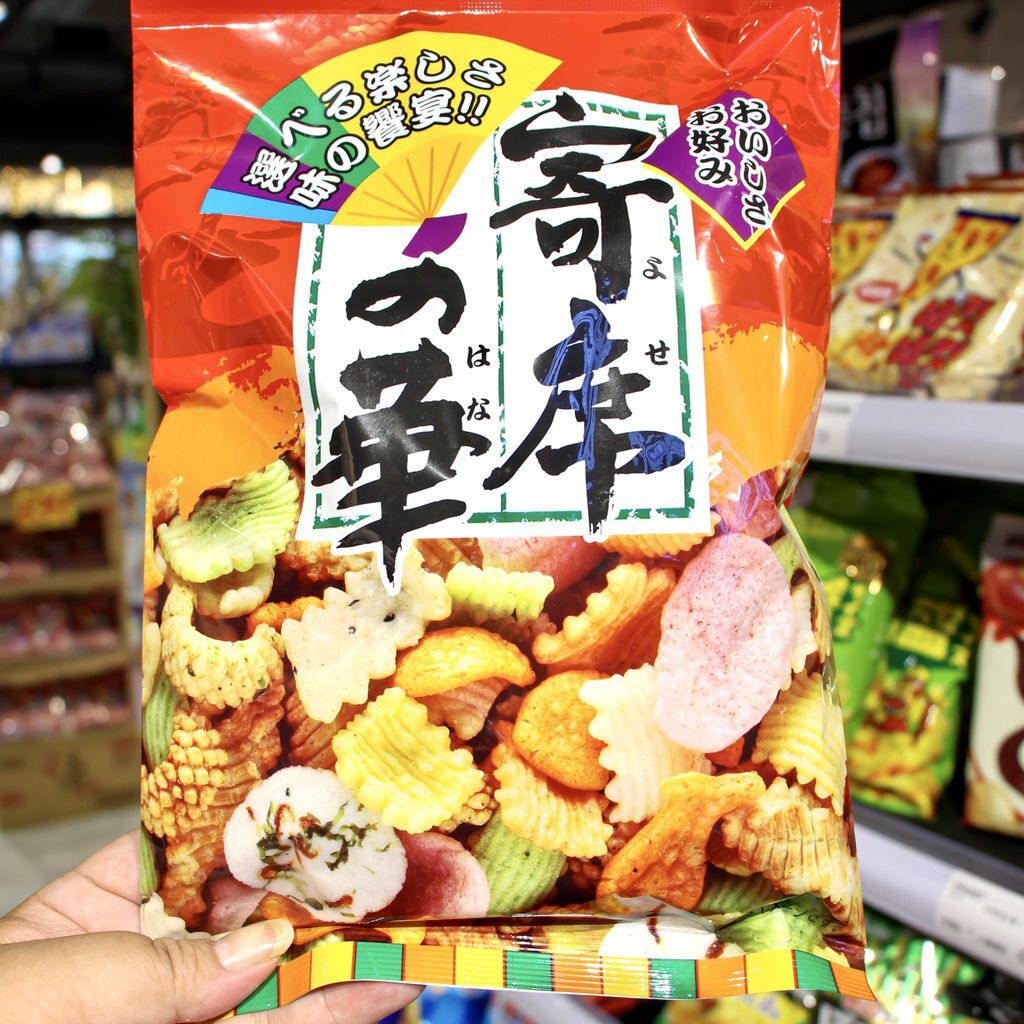 選べる楽しさ
味の饗宴!!
おいしさ
お好み
寄席
よせ
の華
はな